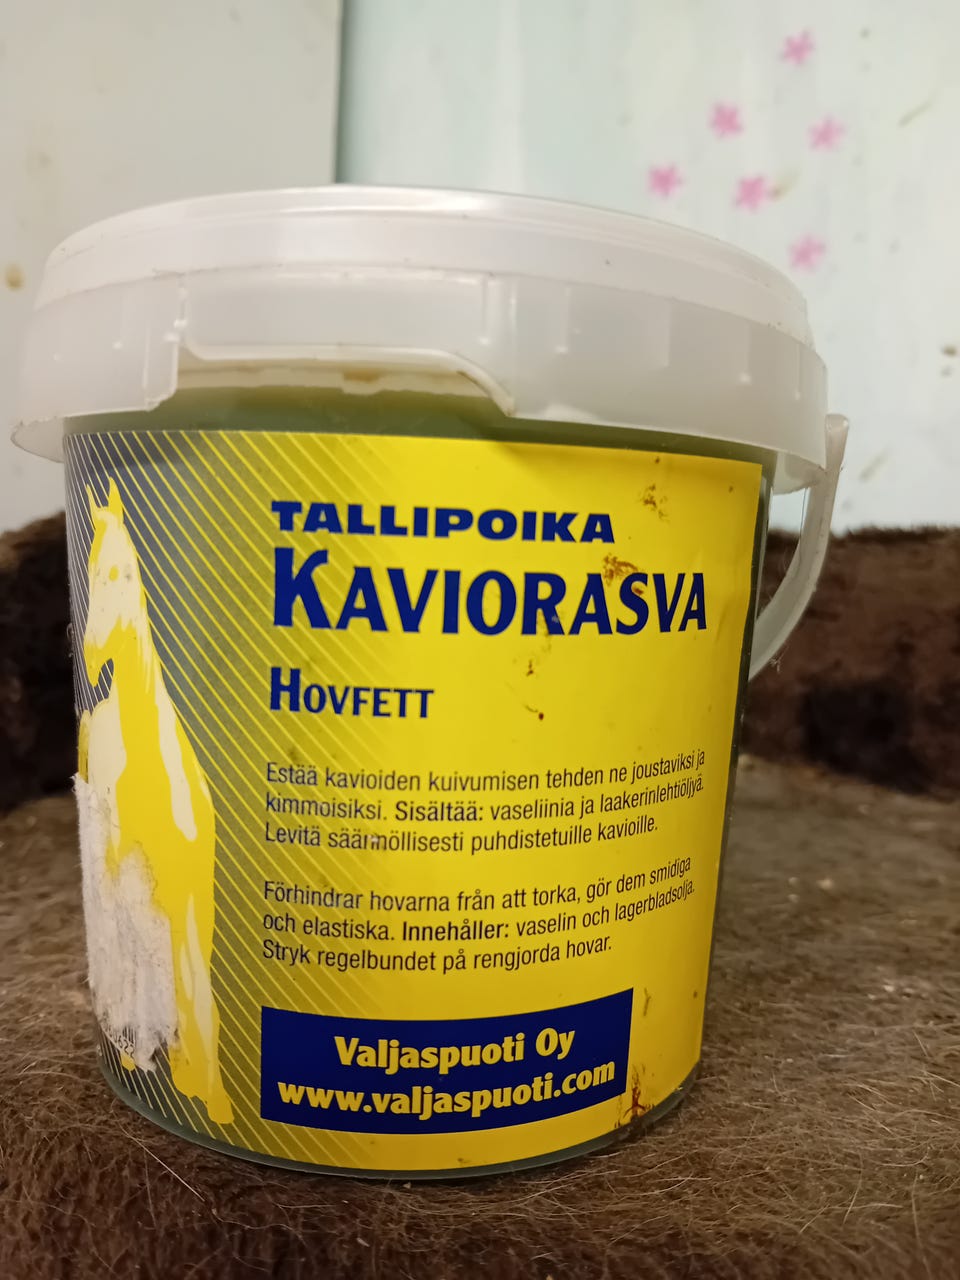 TALLIPOIKA
KAVIORASVA
HOVFETT
Estää kavioiden kuivumisen tehden ne joustaviksi ja
kimmoisiksi. Sisältää: vaseliinia ja laakerinlehtiöljyä.
Levitä säännöllisesti puhdistetuille kavioille.
Förhindrar hovarna från att torka, gör dem smidiga
och elastiska. Innehåller: vaselin och lagerbladsolja.
Stryk regelbundet på rengjorda hovar.
Valjaspuoti Oy
www.valjaspuoti.com